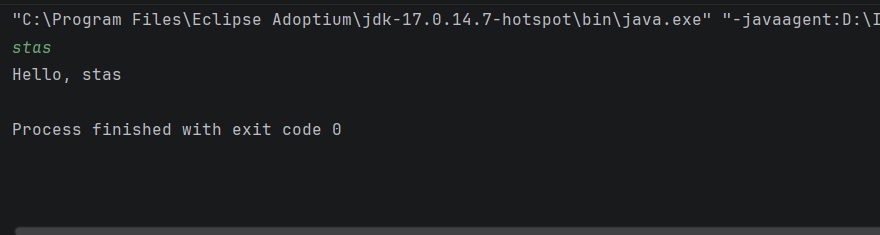 "C:\Program Files\Eclipse Adoptium\jdk-17.0.14.7-hotspot\bin\java.exe" "-javaagent:D:\I
stas
Hello, stas
Process finished with exit code 0